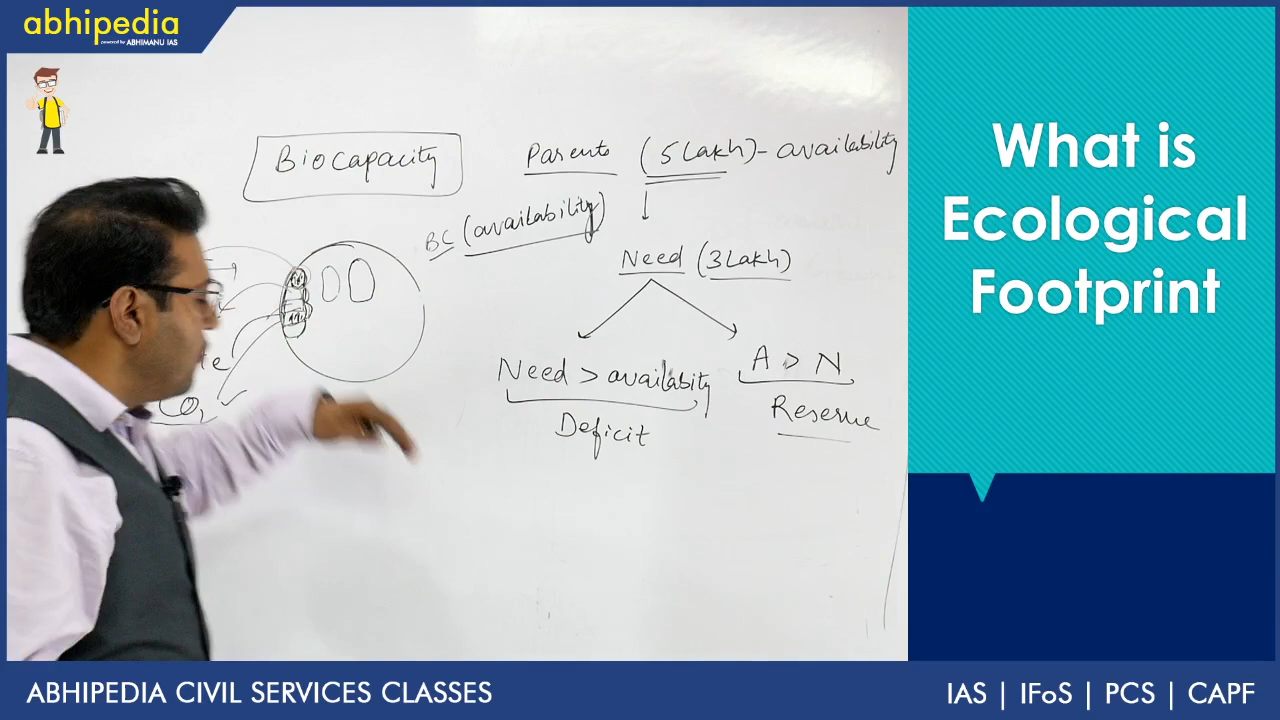 abhipedia
powered by ABHIMANU IAS
Biocapacity
Parents (5 Lakh) - availability
BC (availability)
Need (3 Lakh)
Need > availability
Deficit
A > N
Reserve
CO2
What is
Ecological
Footprint
ABHIPEDIA CIVIL SERVICES CLASSES
IAS | IFoS | PCS | CAPF